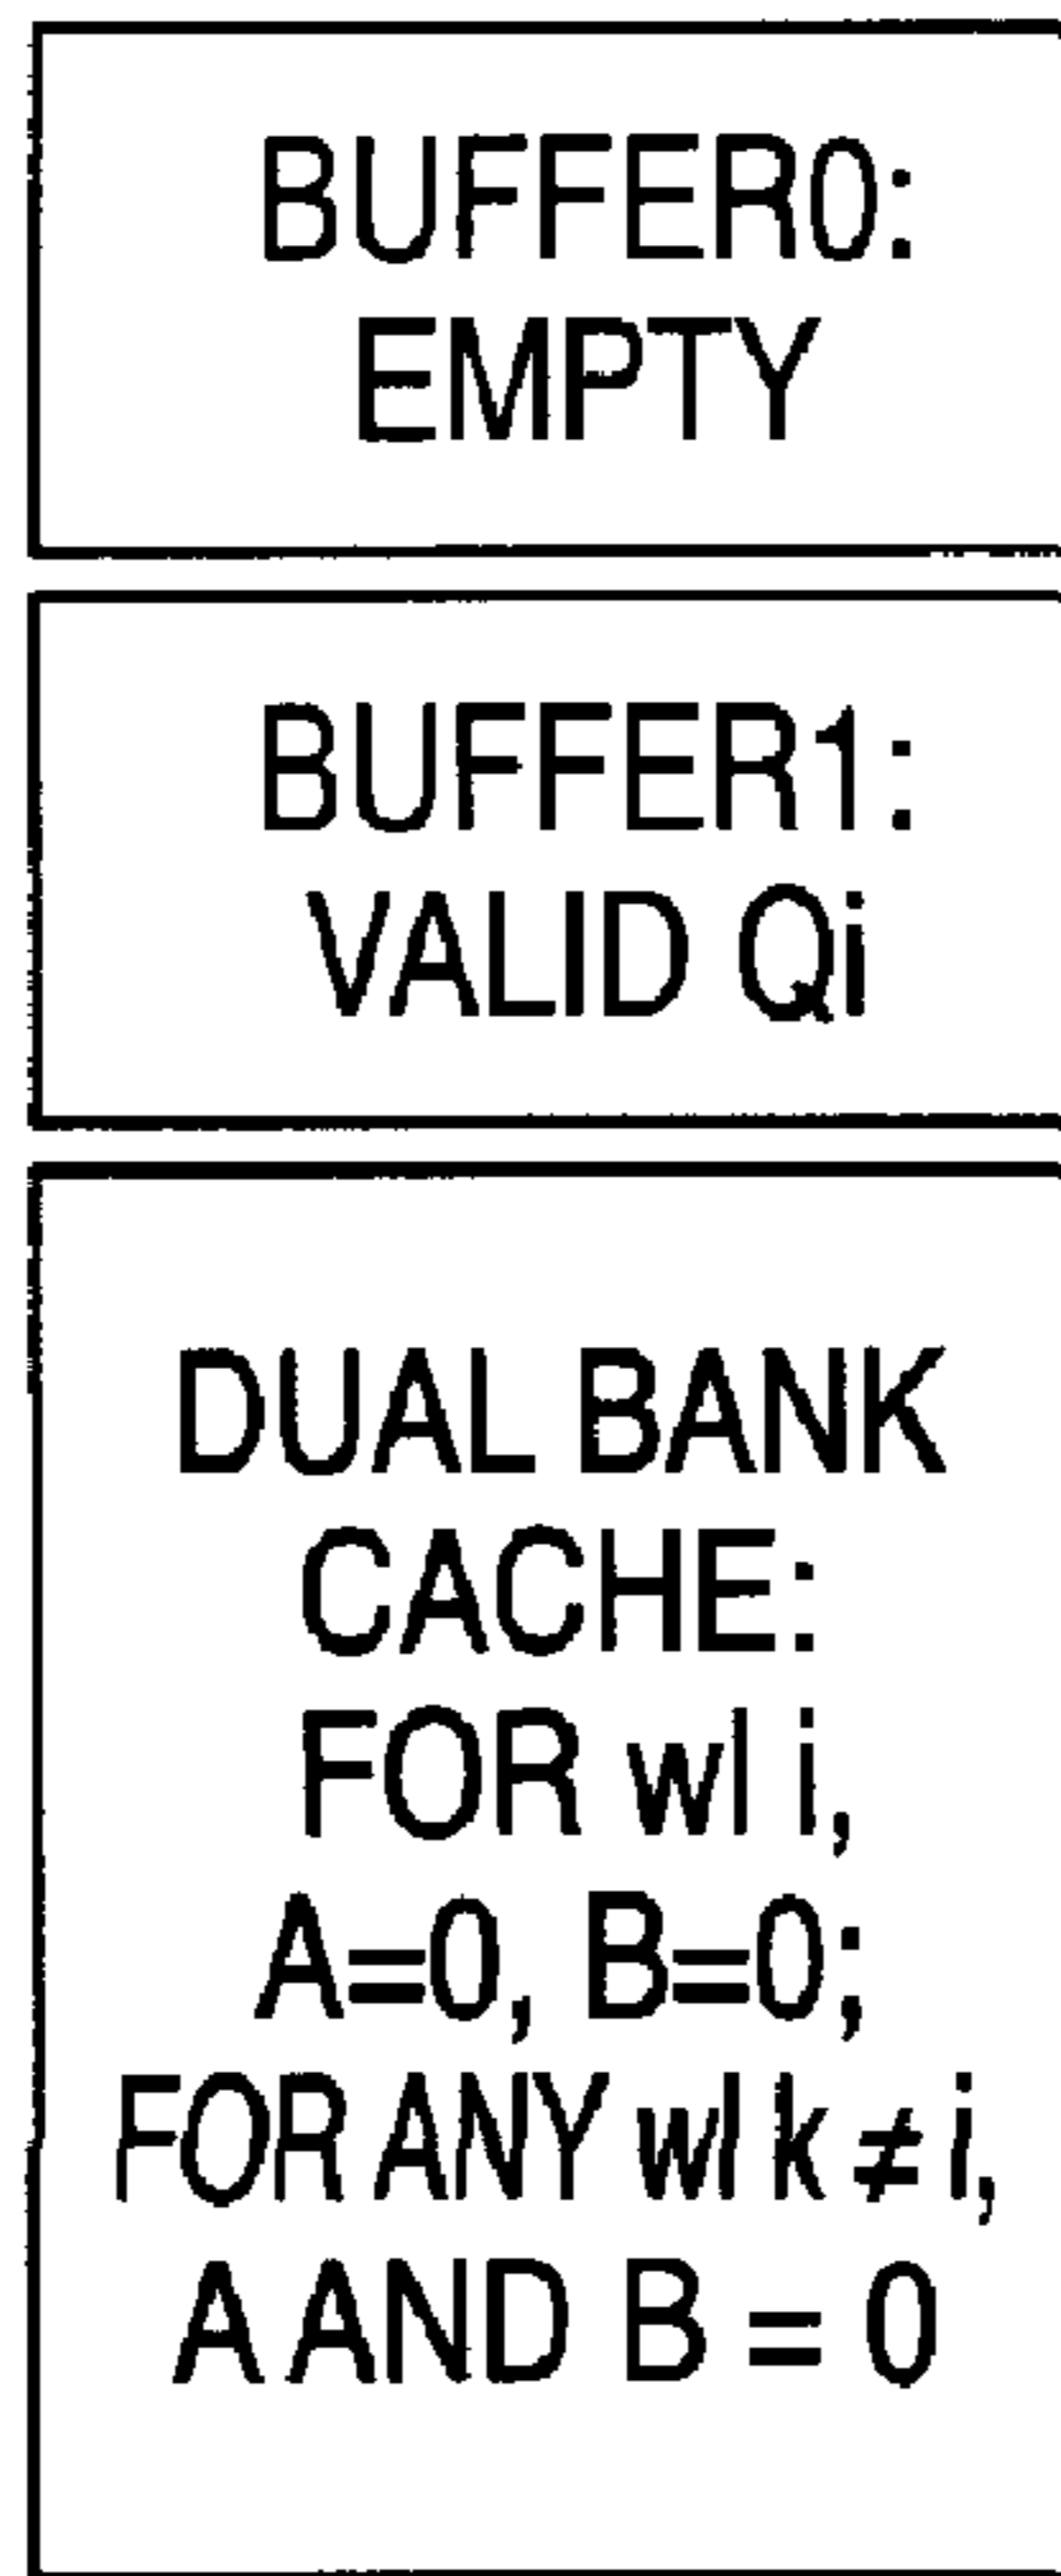 BUFFER0:
EMPTY
BUFFER1:
VALID Qi
DUAL BANK
CACHE:
FOR wl i,
A=0, B=0;
FOR ANY wl k ≠ i,
A AND B = 0